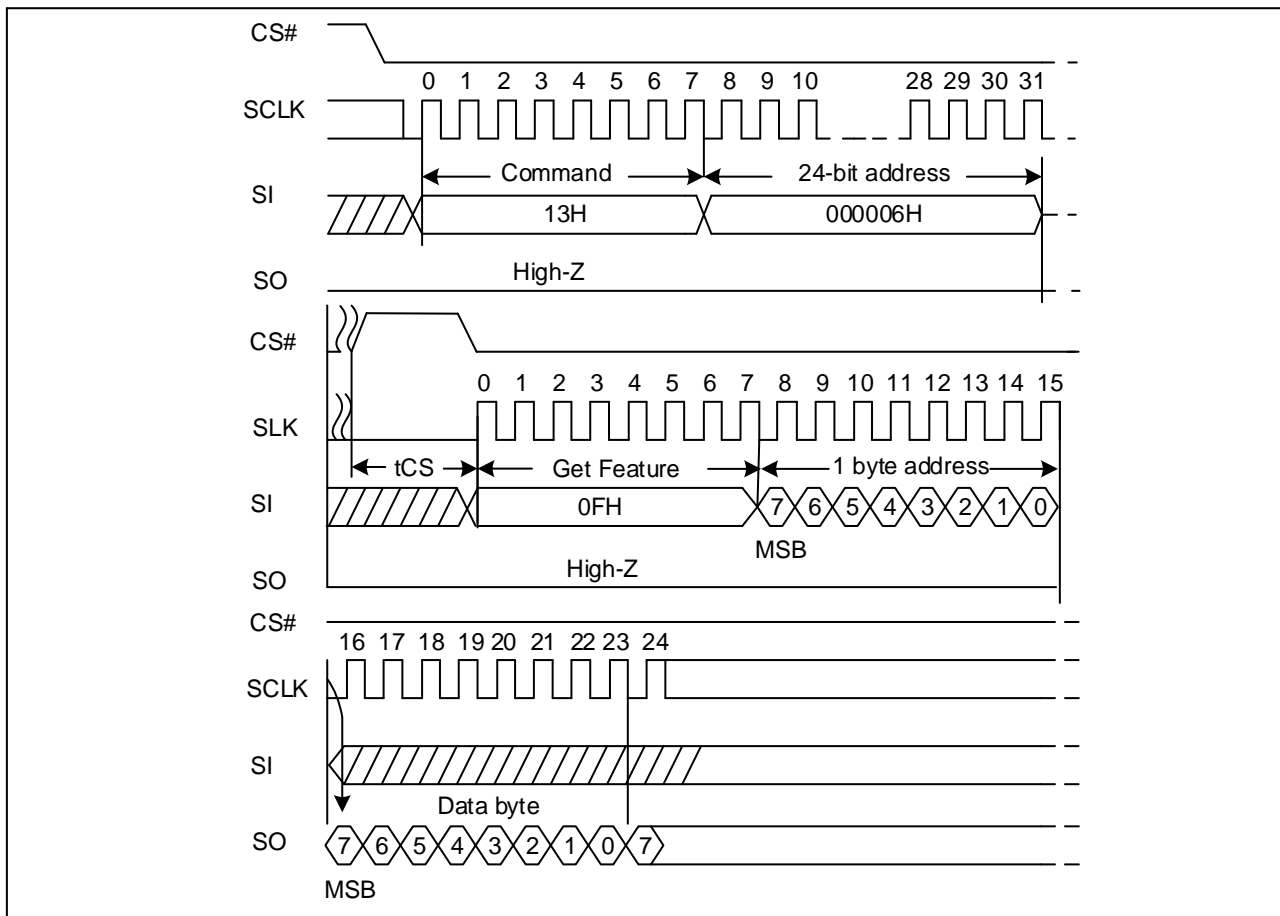 CS#
0 1 2 3 4 5 6 7 8 9 10 28 29 30 31
SCLK
Command 24-bit address
SI
13H 000006H
High-Z
SO
CS#
0 1 2 3 4 5 6 7 8 9 10 11 12 13 14 15
SLK
tCS Get Feature 1 byte address
SI
0FH 7 6 5 4 3 2 1 0
MSB
High-Z
SO
CS#
16 17 18 19 20 21 22 23 24
SCLK
SI
Data byte
SO 7 6 5 4 3 2 1 0 7
MSB